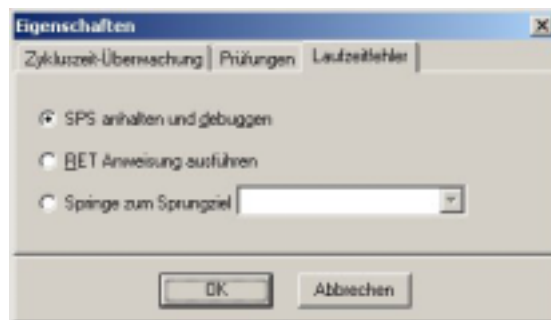 Eigenschaften
Zykluszeit-Überwachung Prüfungen Laufzeitfehler
SPS anhalten und debuggen
RET Anweisung ausführen
Springe zum Sprungziel
OK Abbrechen